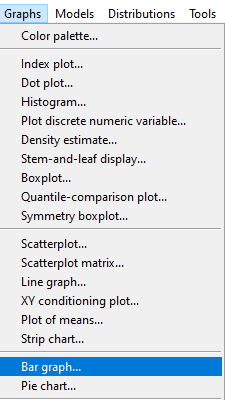 Graphs Models Distributions Tools
Color palette...
Index plot...
Dot plot...
Histogram...
Plot discrete numeric variable...
Density estimate...
Stem-and-leaf display...
Boxplot...
Quantile-comparison plot...
Symmetry boxplot...
Scatterplot...
Scatterplot matrix...
Line graph...
XY conditioning plot...
Plot of means...
Strip chart...
Bar graph...
Pie chart...